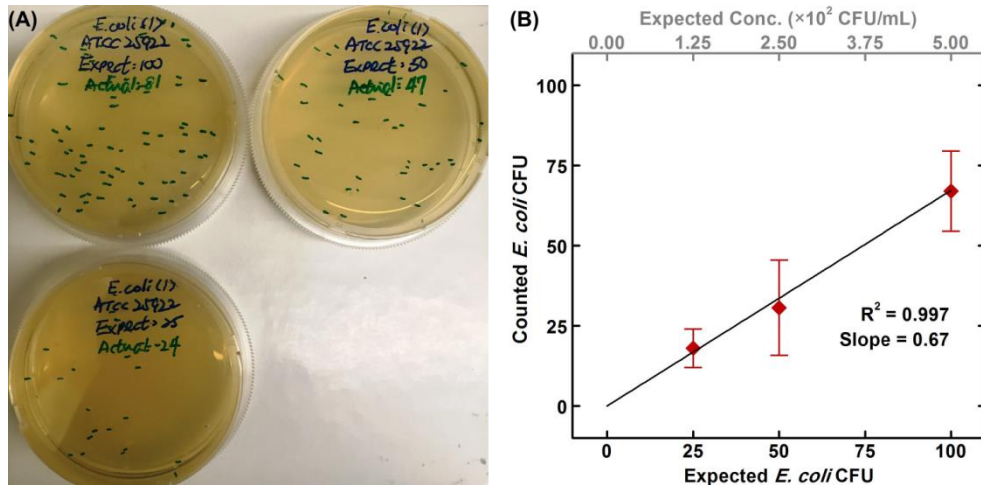 (A)
E.coli(1)
ATCC 25922
Expect:100
Actual=81
E.coli(1)
ATCC 25922
Expect:50
Actual=47
E.coli(1)
ATCC 25922
Expect:25
Actual=24
(B)
Expected Conc. (×10² CFU/mL)
0.00 1.25 2.50 3.75 5.00
Counted E. coli CFU
100
75
50
25
0
R² = 0.997
Slope = 0.67
0 25 50 75 100
Expected E. coli CFU